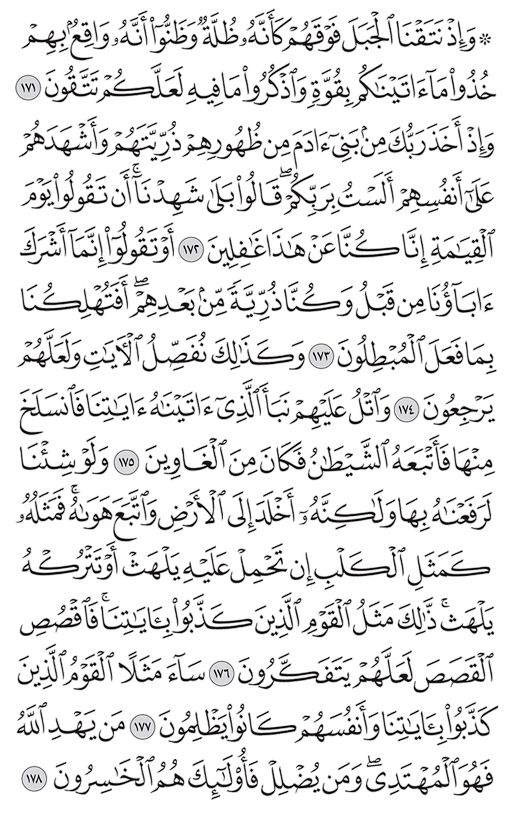 ۞ وَإِذْ نَتَقْنَا الْجَبَلَ فَوْقَهُمْ كَأَنَّهُۥ ظُلَّةٌ وَظَنُّوٓا۟ أَنَّهُۥ وَاقِعٌۢ بِهِمْ
خُذُوا۟ مَآ ءَاتَيْنَٰكُم بِقُوَّةٍ وَٱذْكُرُوا۟ مَا فِيهِ لَعَلَّكُمْ تَتَّقُونَ ١٧١
وَإِذْ أَخَذَ رَبُّكَ مِنۢ بَنِىٓ ءَادَمَ مِن ظُهُورِهِمْ ذُرِّيَّتَهُمْ وَأَشْهَدَهُمْ
عَلَىٰٓ أَنفُسِهِمْ أَلَسْتُ بِرَبِّكُمْ ۖ قَالُوا۟ بَلَىٰ شَهِدْنَآ ۛ أَن تَقُولُوا۟ يَوْمَ
ٱلْقِيَٰمَةِ إِنَّا كُنَّا عَنْ هَٰذَا غَٰفِلِينَ ١٧٢ أَوْ تَقُولُوٓا۟ إِنَّمَآ أَشْرَكَ
ءَابَآؤُنَا مِن قَبْلُ وَكُنَّا ذُرِّيَّةً مِّنۢ بَعْدِهِمْ ۖ أَفَتُهْلِكُنَا
بِمَا فَعَلَ ٱلْمُبْطِلُونَ ١٧٣ وَكَذَٰلِكَ نُفَصِّلُ ٱلْءَايَٰتِ وَلَعَلَّهُمْ
يَرْجِعُونَ ١٧٤ وَٱتْلُ عَلَيْهِمْ نَبَأَ ٱلَّذِىٓ ءَاتَيْنَٰهُ ءَايَٰتِنَا فَٱنسَلَخَ
مِنْهَا فَأَتْبَعَهُ ٱلشَّيْطَٰنُ فَكَانَ مِنَ ٱلْغَاوِينَ ١٧٥ وَلَوْ شِئْنَا
لَرَفَعْنَٰهُ بِهَا وَلَٰكِنَّهُۥٓ أَخْلَدَ إِلَى ٱلْأَرْضِ وَٱتَّبَعَ هَوَىٰهُ ۚ فَمَثَلُهُۥ
كَمَثَلِ ٱلْكَلْبِ إِن تَحْمِلْ عَلَيْهِ يَلْهَثْ أَوْ تَتْرُكْهُ
يَلْهَث ۚ ذَّٰلِكَ مَثَلُ ٱلْقَوْمِ ٱلَّذِينَ كَذَّبُوا۟ بِـَٔايَٰتِنَا ۚ فَٱقْصُصِ
ٱلْقَصَصَ لَعَلَّهُمْ يَتَفَكَّرُونَ ١٧٦ سَآءَ مَثَلًا ٱلْقَوْمُ ٱلَّذِينَ
كَذَّبُوا۟ بِـَٔايَٰتِنَا وَأَنفُسَهُمْ كَانُوا۟ يَظْلِمُونَ ١٧٧ مَن يَهْدِ ٱللَّهُ
فَهُوَ ٱلْمُهْتَدِى ۖ وَمَن يُضْلِلْ فَأُو۟لَٰٓئِكَ هُمُ ٱلْخَٰسِرُونَ ١٧٨